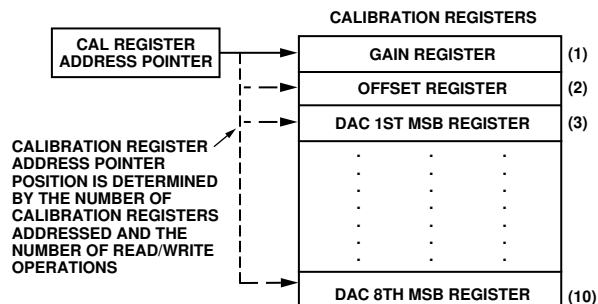 CALIBRATION REGISTERS
CAL REGISTER
ADDRESS POINTER
GAIN REGISTER (1)
OFFSET REGISTER (2)
DAC 1ST MSB REGISTER (3)
CALIBRATION REGISTER
ADDRESS POINTER
POSITION IS DETERMINED
BY THE NUMBER OF
CALIBRATION REGISTERS
ADDRESSED AND THE
NUMBER OF READ/WRITE
OPERATIONS
DAC 8TH MSB REGISTER (10)